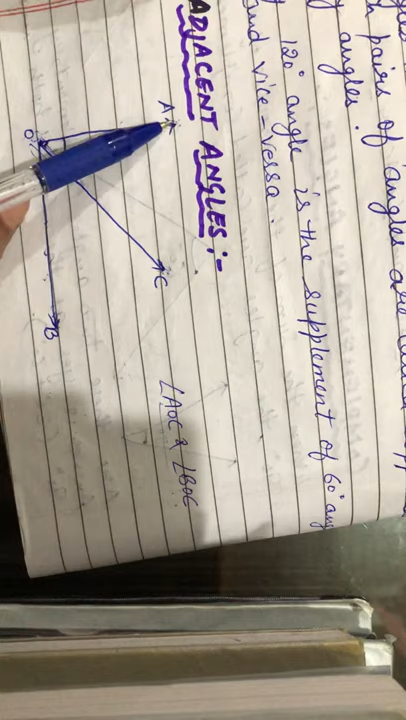 pairs of angles are
angles.
120° angle is the supplement of 60° ang
and vice-versa.
ADJACENT ANGLES :-
A
C
O
B
∠AOC & ∠BOC